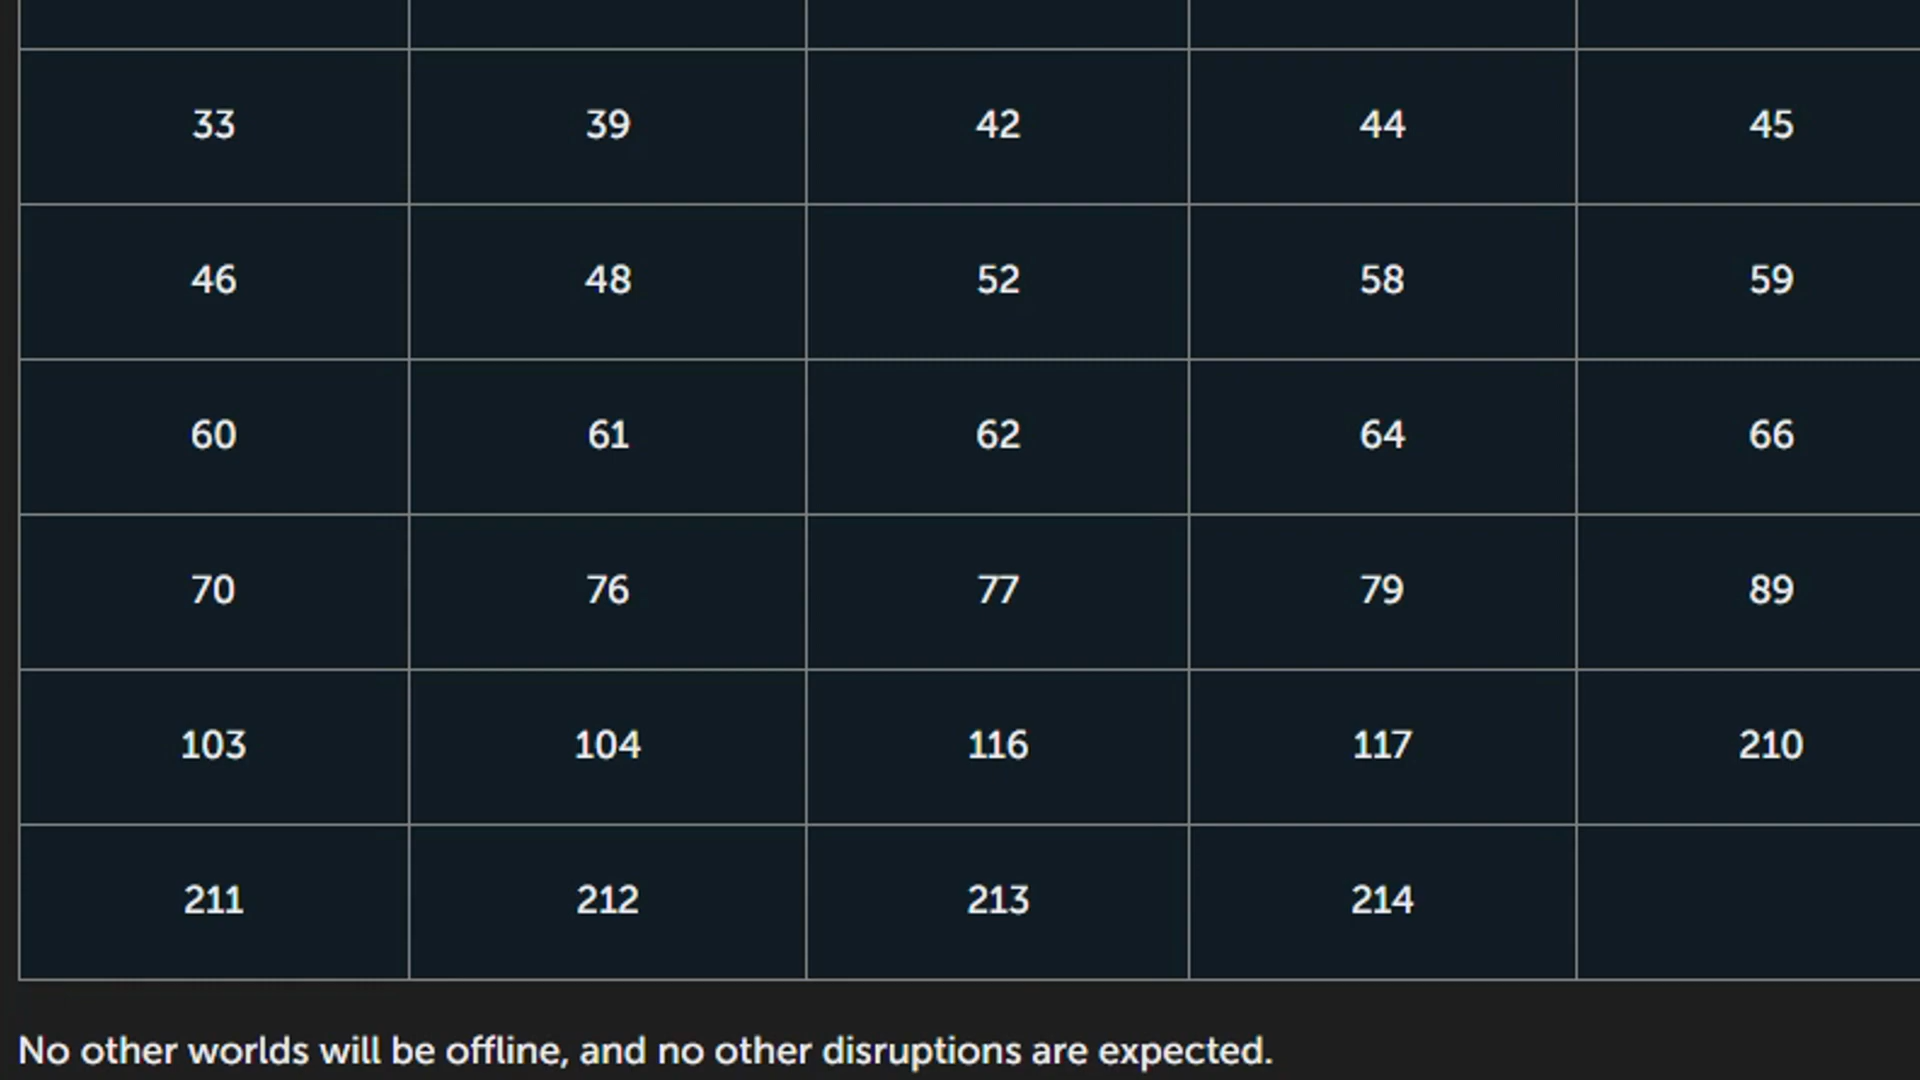 33 39 42 44 45
46 48 52 58 59
60 61 62 64 66
70 76 77 79 89
103 104 116 117 210
211 212 213 214
No other worlds will be offline, and no other disruptions are expected.